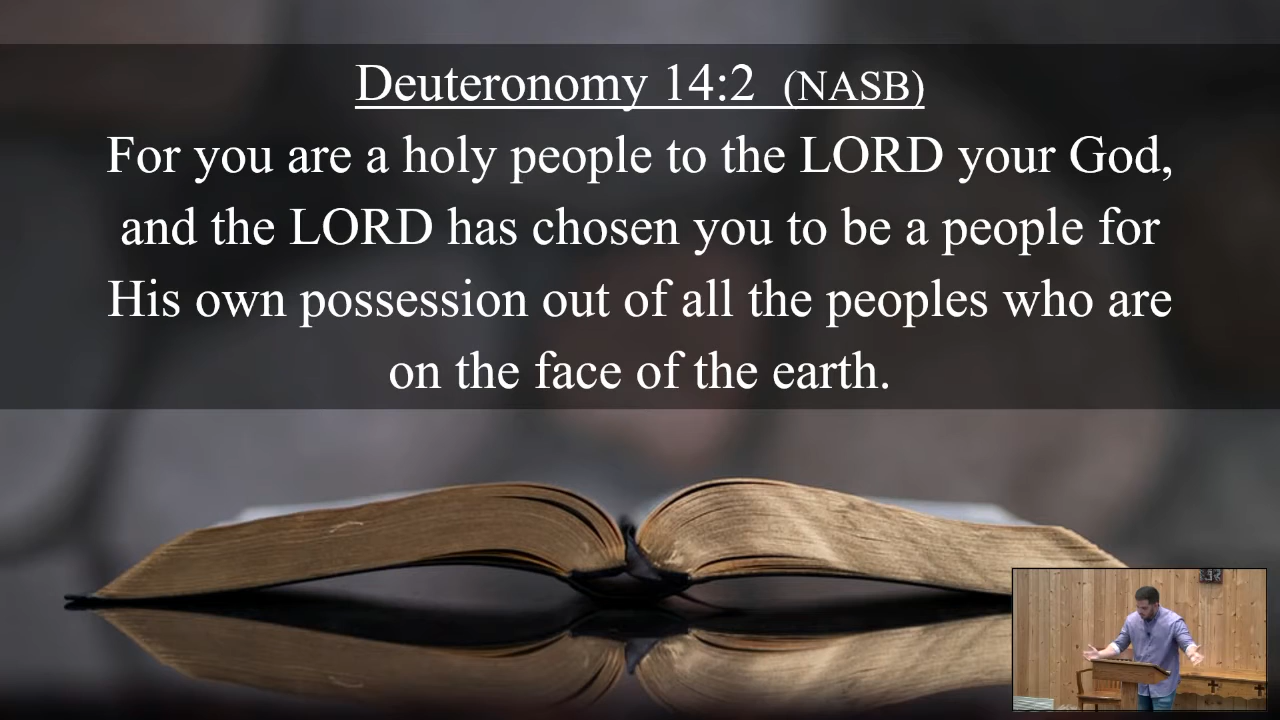 Deuteronomy 14:2 (NASB)
For you are a holy people to the LORD your God,
and the LORD has chosen you to be a people for
His own possession out of all the peoples who are
on the face of the earth.